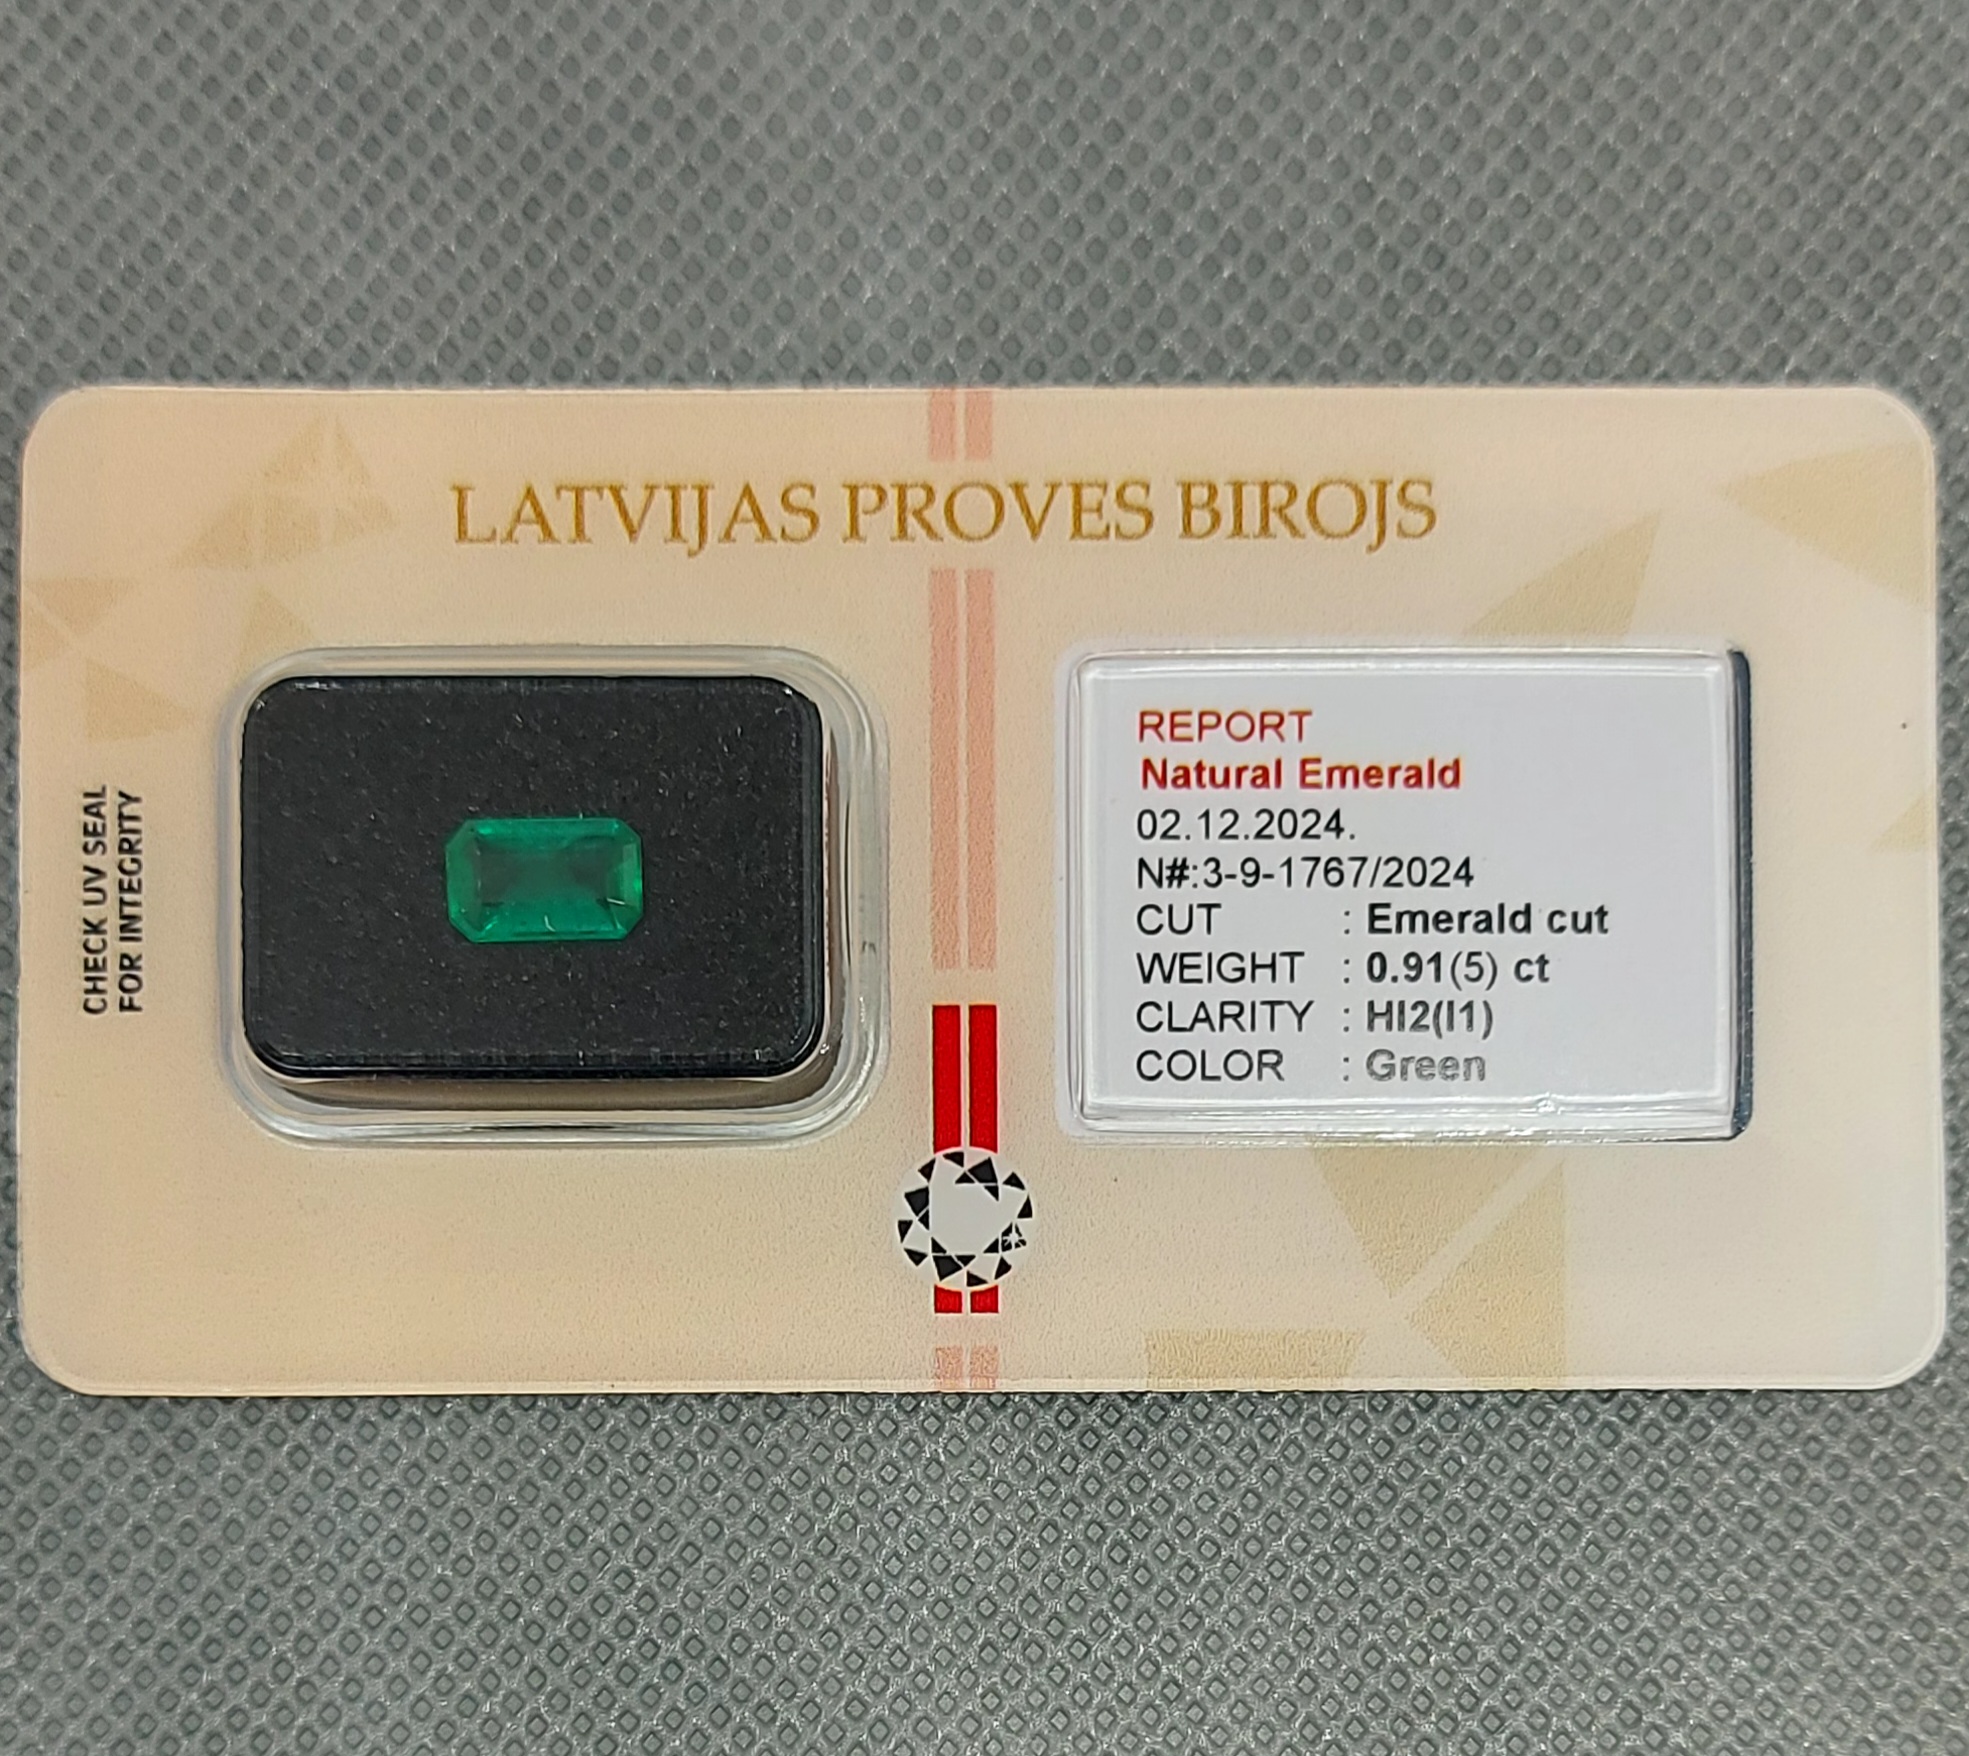 LATVIJAS PROVES BIROJS
CHECK UV SEAL
FOR INTEGRITY
REPORT
Natural Emerald
02.12.2024.
N#:3-9-1767/2024
CUT : Emerald cut
WEIGHT : 0.91(5) ct
CLARITY : HI2(I1)
COLOR : Green